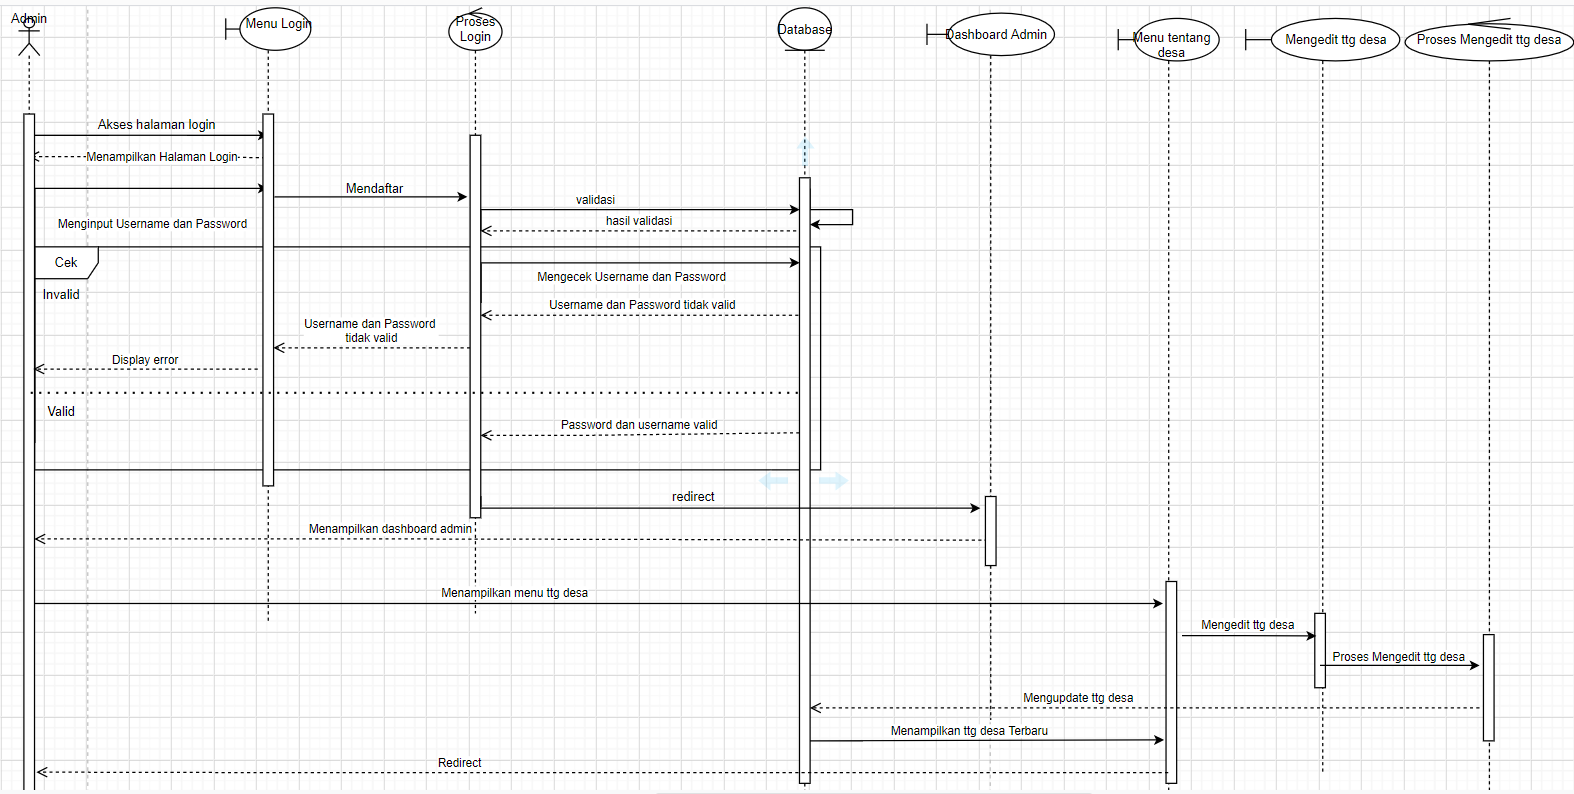 Admin
Menu Login
Proses
Login
Database
Dashboard Admin
Menu tentang
desa
Mengedit ttg desa
Proses Mengedit ttg desa
Akses halaman login
Menampilkan Halaman Login
Mendaftar
validasi
hasil validasi
Menginput Username dan Password
Cek
Mengecek Username dan Password
Invalid
Username dan Password tidak valid
Username dan Password
tidak valid
Display error
Valid
Password dan username valid
redirect
Menampilkan dashboard admin
Menampilkan menu ttg desa
Mengedit ttg desa
Proses Mengedit ttg desa
Mengupdate ttg desa
Menampilkan ttg desa Terbaru
Redirect